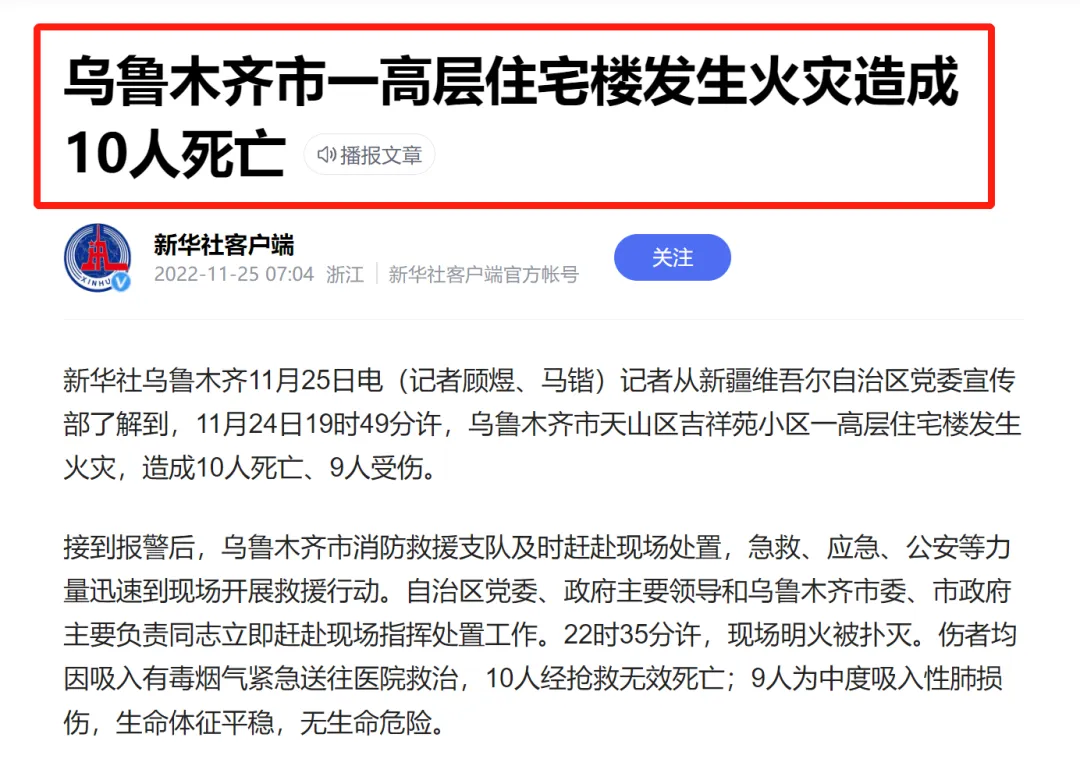 乌鲁木齐市一高层住宅楼发生火灾造成
10人死亡 播报文章
新华社客户端
2022-11-25 07:04 浙江 新华社客户端官方帐号
关注
XINHU
新华社乌鲁木齐11月25日电（记者顾煜、马锴）记者从新疆维吾尔自治区党委宣传
部了解到，11月24日19时49分许，乌鲁木齐市天山区吉祥苑小区一高层住宅楼发生
火灾，造成10人死亡、9人受伤。
接到报警后，乌鲁木齐市消防救援支队及时赶赴现场处置，急救、应急、公安等力
量迅速到现场开展救援行动。自治区党委、政府主要领导和乌鲁木齐市委、市政府
主要负责同志立即赶赴现场指挥处置工作。22时35分许，现场明火被扑灭。伤者均
因吸入有毒烟气紧急送往医院救治，10人经抢救无效死亡；9人为中度吸入性肺损
伤，生命体征平稳，无生命危险。